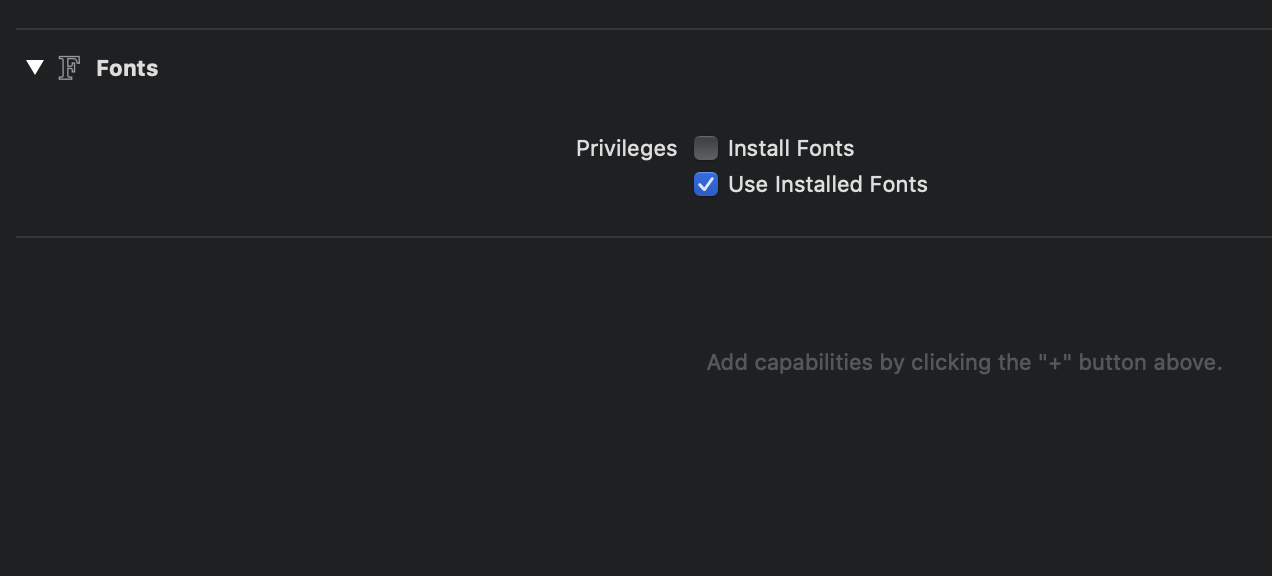 Fonts
Privileges Install Fonts
Use Installed Fonts
Add capabilities by clicking the "+" button above.